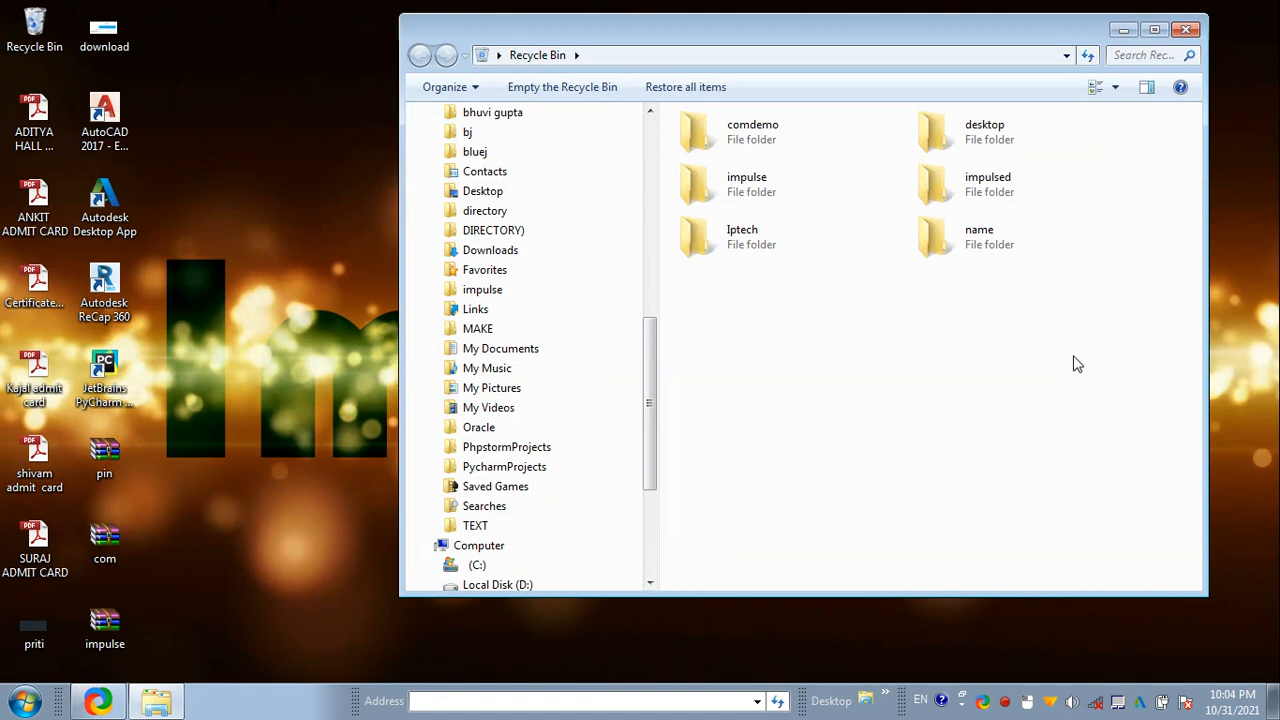 Recycle Bin
download
ADITYA
HALL ...
AutoCAD
2017 - E...
ANKIT
ADMIT CARD
Autodesk
Desktop App
Certificate...
Autodesk
ReCap 360
Kajal admit
card
PC
JetBrains
PyCharm ...
shivam
admit card
pin
SURAJ
ADMIT CARD
com
priti
impulse
Im
Recycle Bin
Search Rec...
Organize
Empty the Recycle Bin
Restore all items
bhuvi gupta
bj
bluej
Contacts
Desktop
directory
DIRECTORY)
Downloads
Favorites
impulse
Links
MAKE
My Documents
My Music
My Pictures
My Videos
Oracle
PhpstormProjects
PycharmProjects
Saved Games
Searches
TEXT
Computer
(C:)
Local Disk (D:)
comdemo
File folder
desktop
File folder
impulse
File folder
impulsed
File folder
Iptech
File folder
name
File folder
Address
Desktop
EN
10:04 PM
10/31/2021